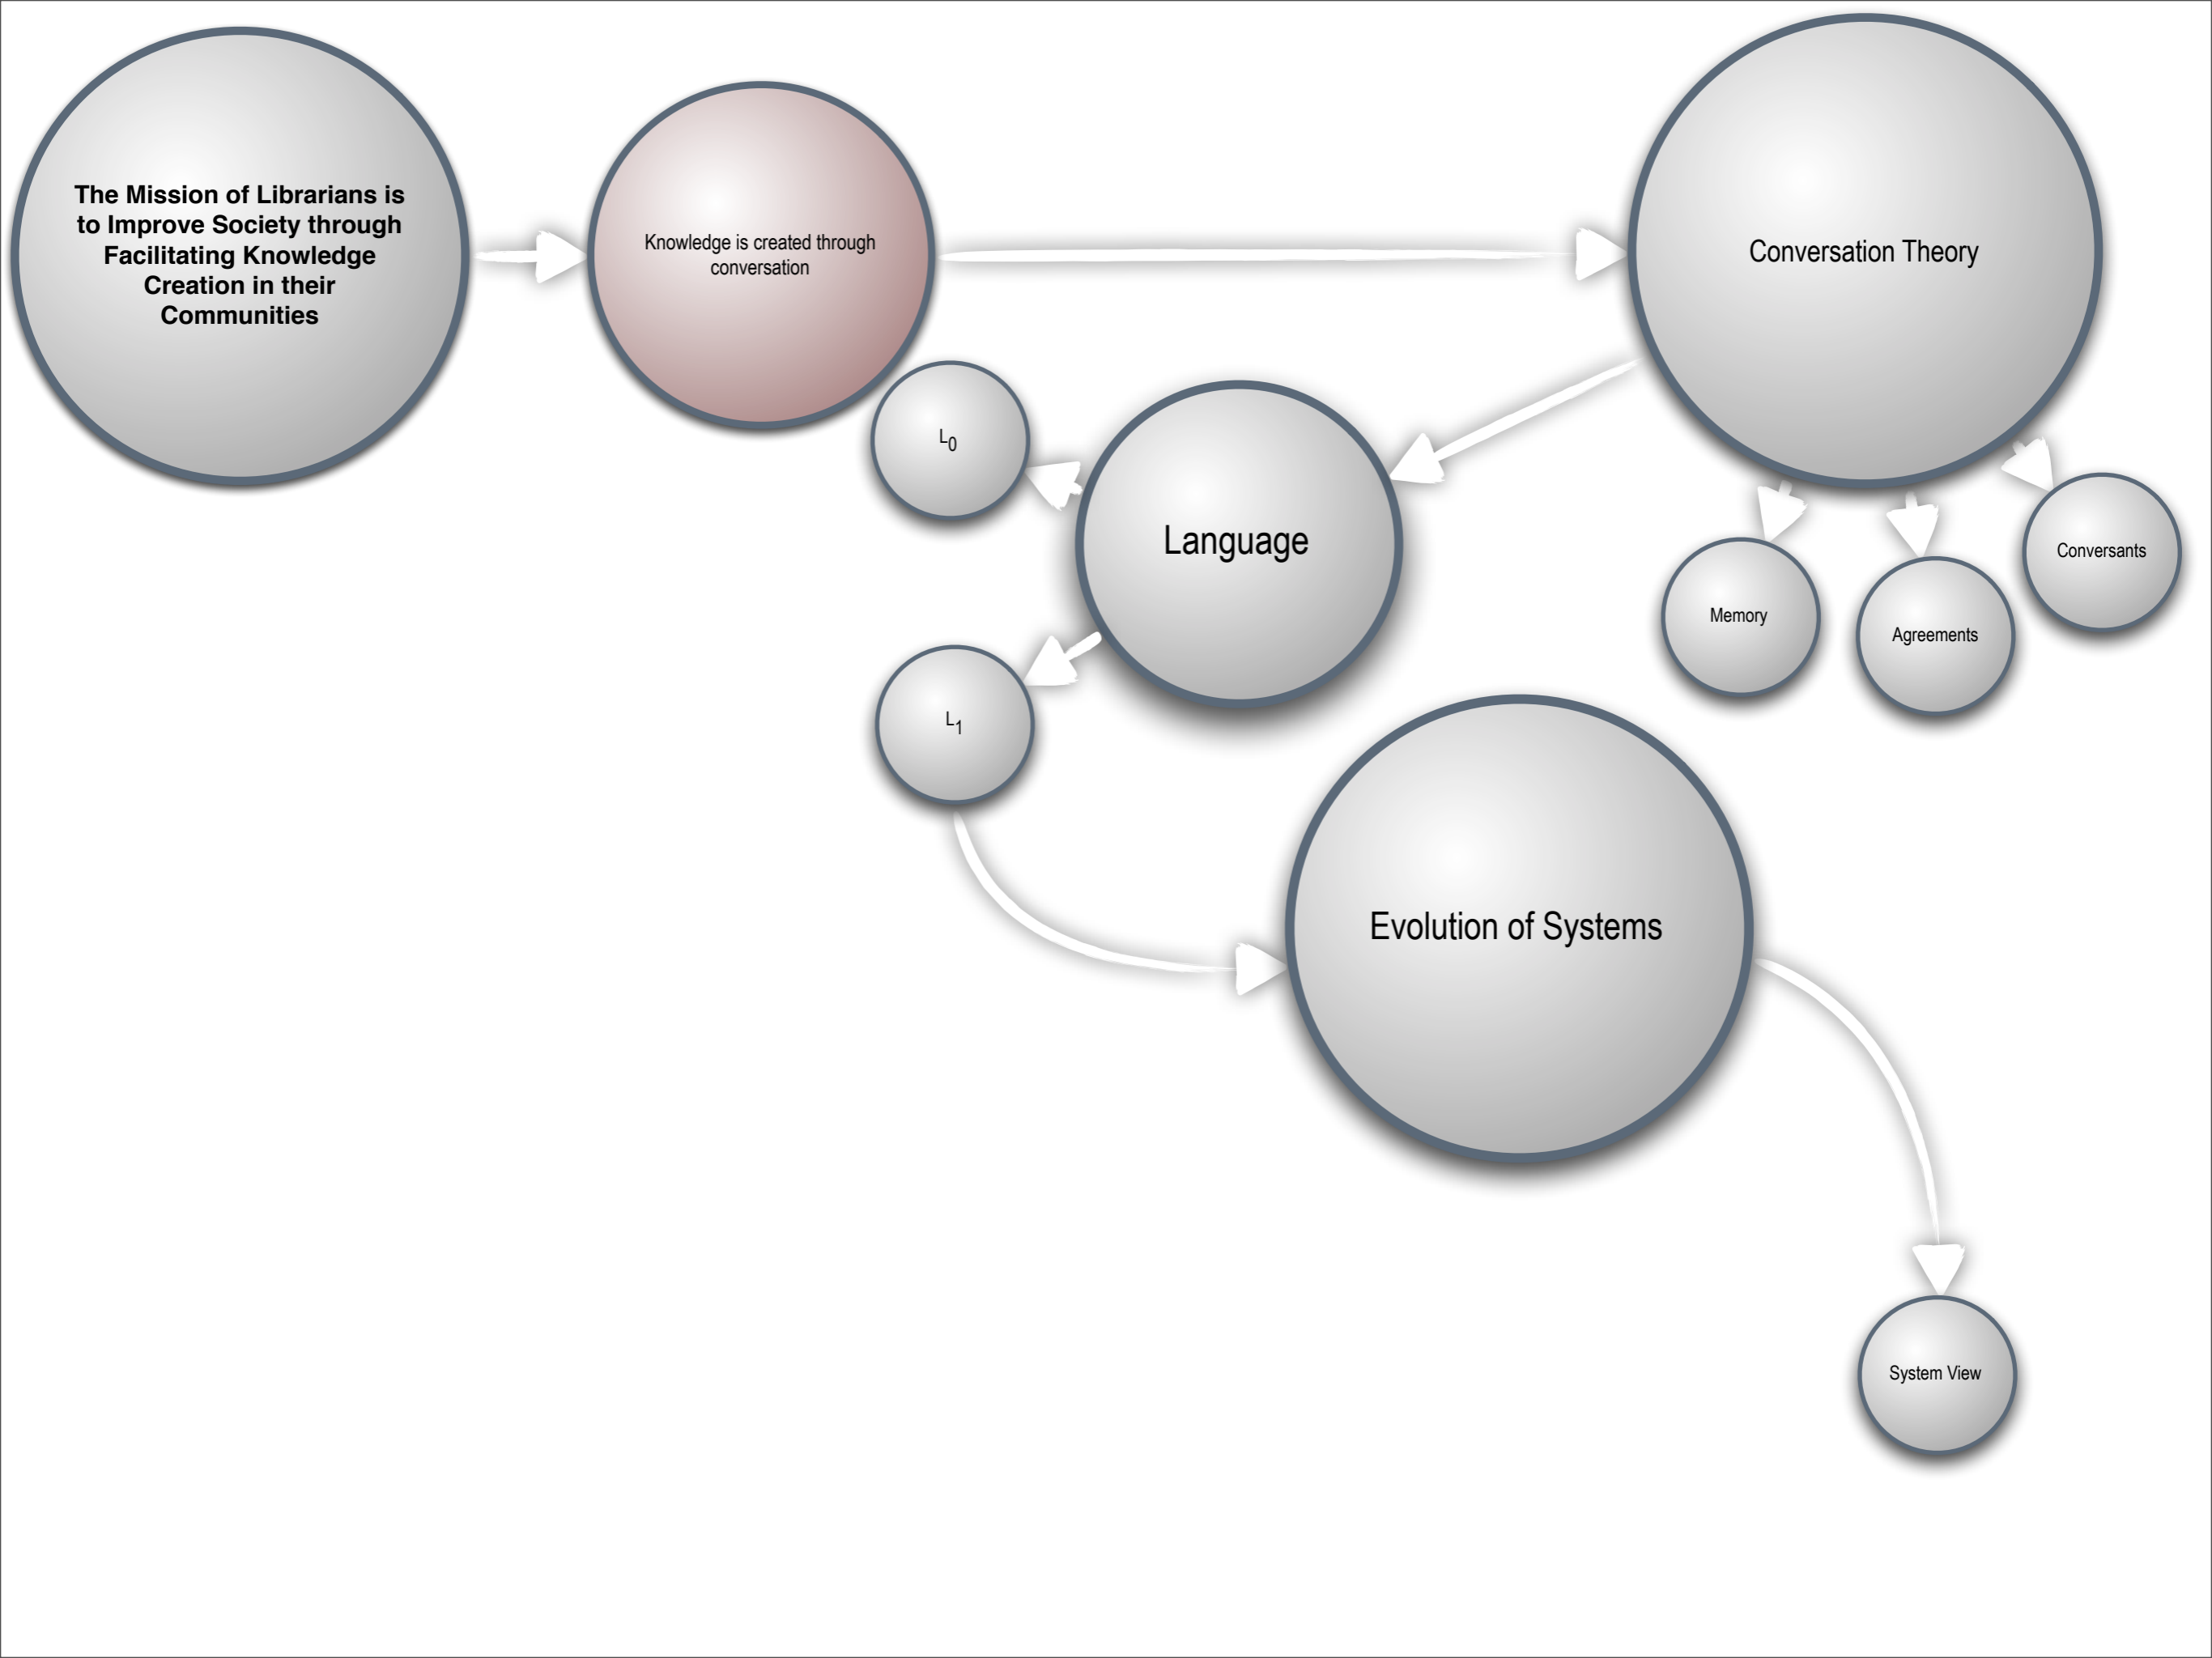 The Mission of Librarians is
to Improve Society through
Facilitating Knowledge
Creation in their
Communities
Knowledge is created through
conversation
Conversation Theory
L0
Language
Conversants
Memory
Agreements
L1
Evolution of Systems
System View